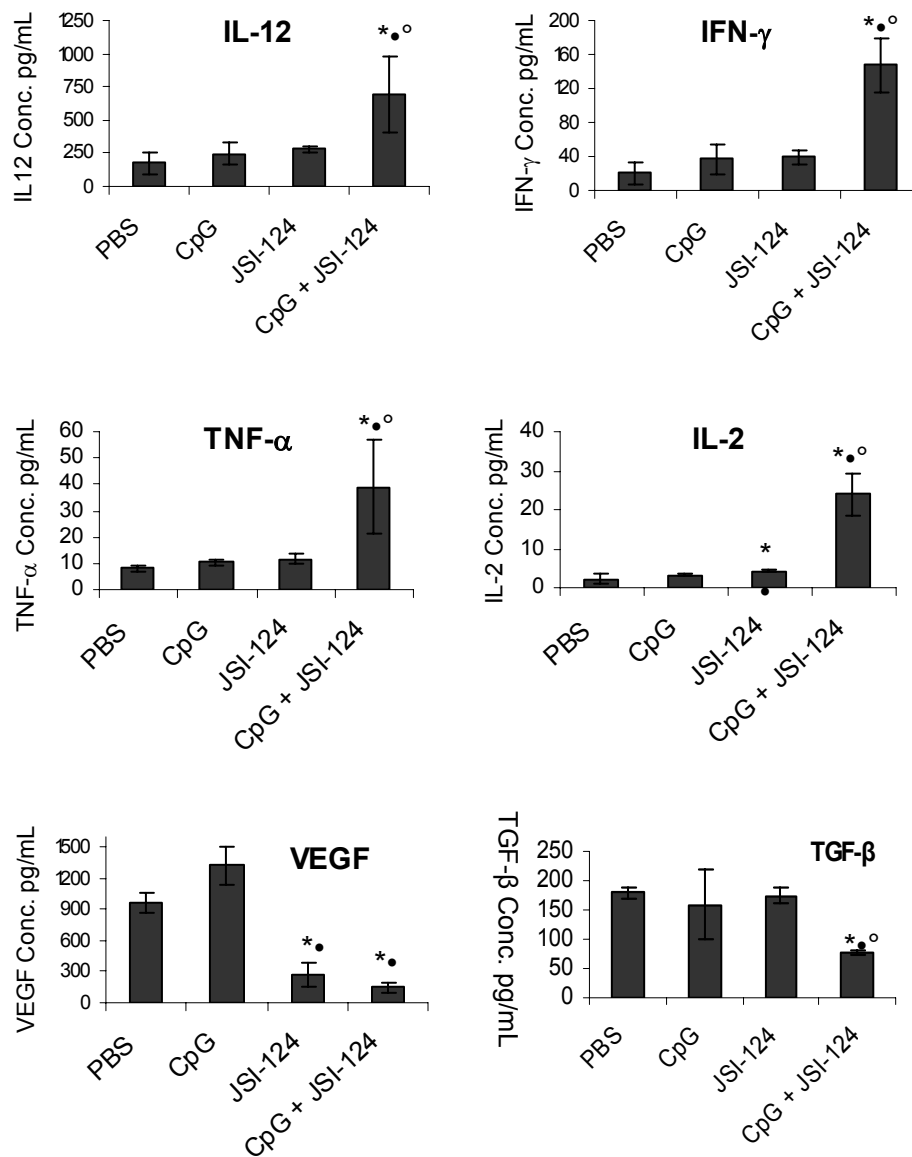 IL-12
IL12 Conc. pg/mL
1250
1000
750
500
250
0
*•°
PBS
CpG
JSI-124
CpG + JSI-124
IFN-γ
IFN-γ Conc. pg/mL
200
160
120
80
40
0
*•°
PBS
CpG
JSI-124
CpG + JSI-124
TNF-α
TNF-α Conc. pg/mL
60
50
40
30
20
10
0
*•°
PBS
CpG
JSI-124
CpG + JSI-124
IL-2
IL-2 Conc. pg/mL
40
30
20
10
0
*
•
*•°
PBS
CpG
JSI-124
CpG + JSI-124
VEGF
VEGF Conc. pg/mL
1500
1200
900
600
300
0
*•
*•
PBS
CpG
JSI-124
CpG + JSI-124
TGF-β
TGF-β Conc. pg/mL
250
200
150
100
50
0
*•°
PBS
CpG
JSI-124
CpG + JSI-124